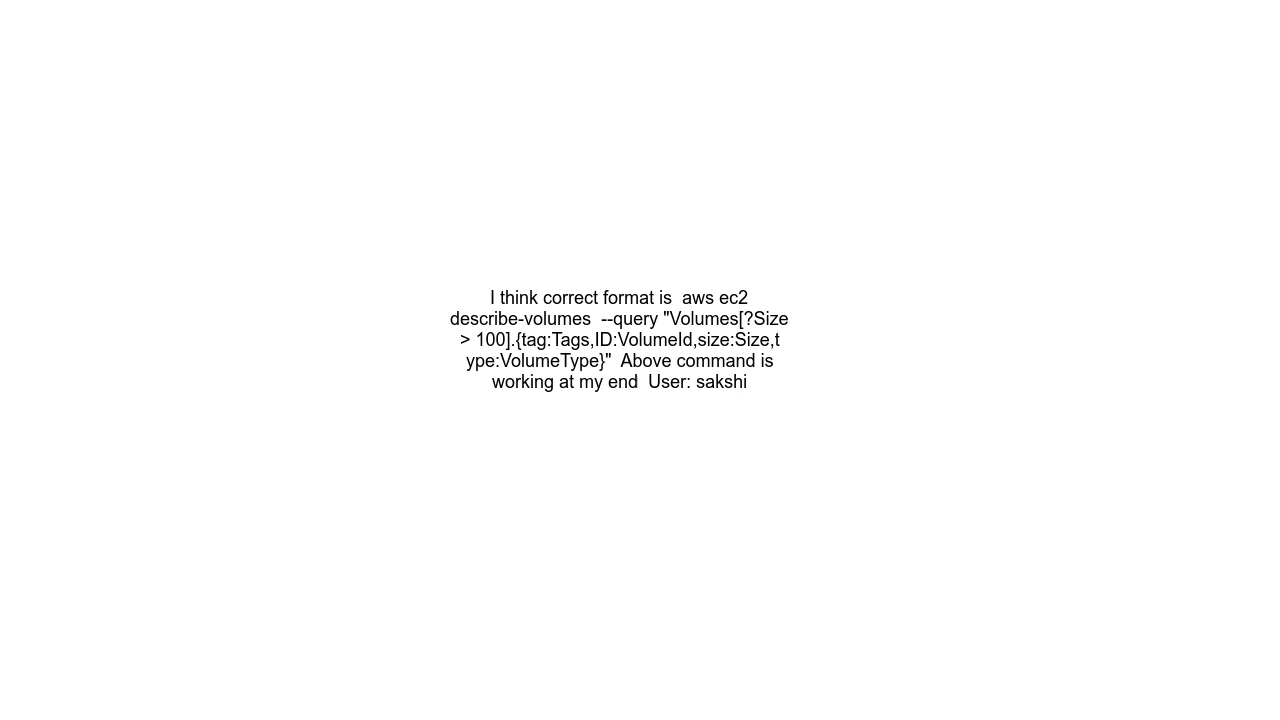 I think correct format is  aws ec2
describe-volumes  --query "Volumes[?Size
> 100].{tag:Tags,ID:VolumeId,size:Size,t
ype:VolumeType}"  Above command is
working at my end  User: sakshi